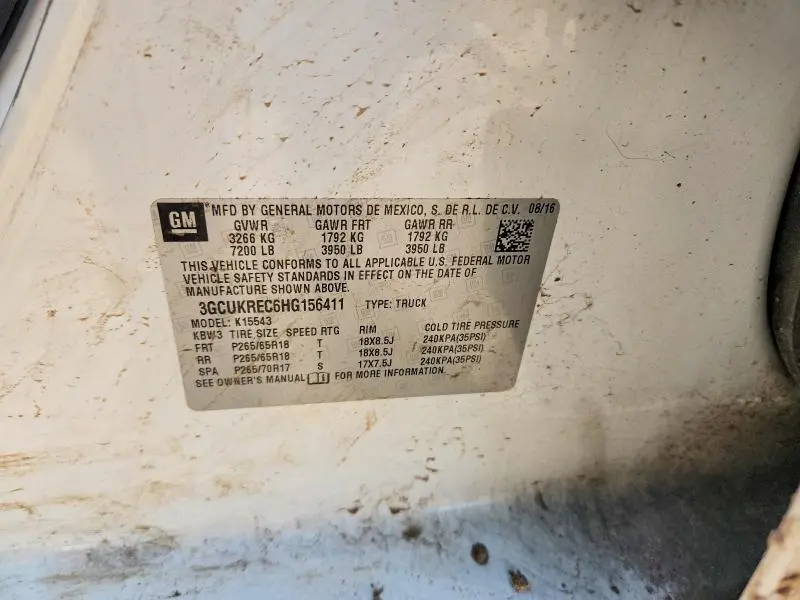 GM
MFD BY GENERAL MOTORS DE MEXICO, S. DE R.L. DE C.V. 08/16
GVWR GAWR FRT GAWR RR
3266 KG 1792 KG 1792 KG
7200 LB 3950 LB 3950 LB
THIS VEHICLE CONFORMS TO ALL APPLICABLE U.S. FEDERAL MOTOR
VEHICLE SAFETY STANDARDS IN EFFECT ON THE DATE OF
MANUFACTURE SHOWN ABOVE.
3GCUKREC6HG156411 TYPE: TRUCK
MODEL: K15543
KBW3 TIRE SIZE SPEED RTG RIM COLD TIRE PRESSURE
FRT P265/65R18 T 18X8.5J 240KPA(35PSI)
RR P265/65R18 T 18X8.5J 240KPA(35PSI)
SPA P265/70R17 S 17X7.5J 240KPA(35PSI)
SEE OWNER'S MANUAL FOR MORE INFORMATION.